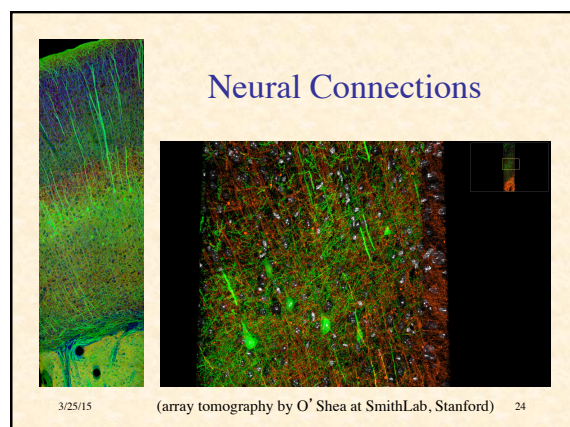 Neural Connections
3/25/15
(array tomography by O’Shea at SmithLab, Stanford)
24